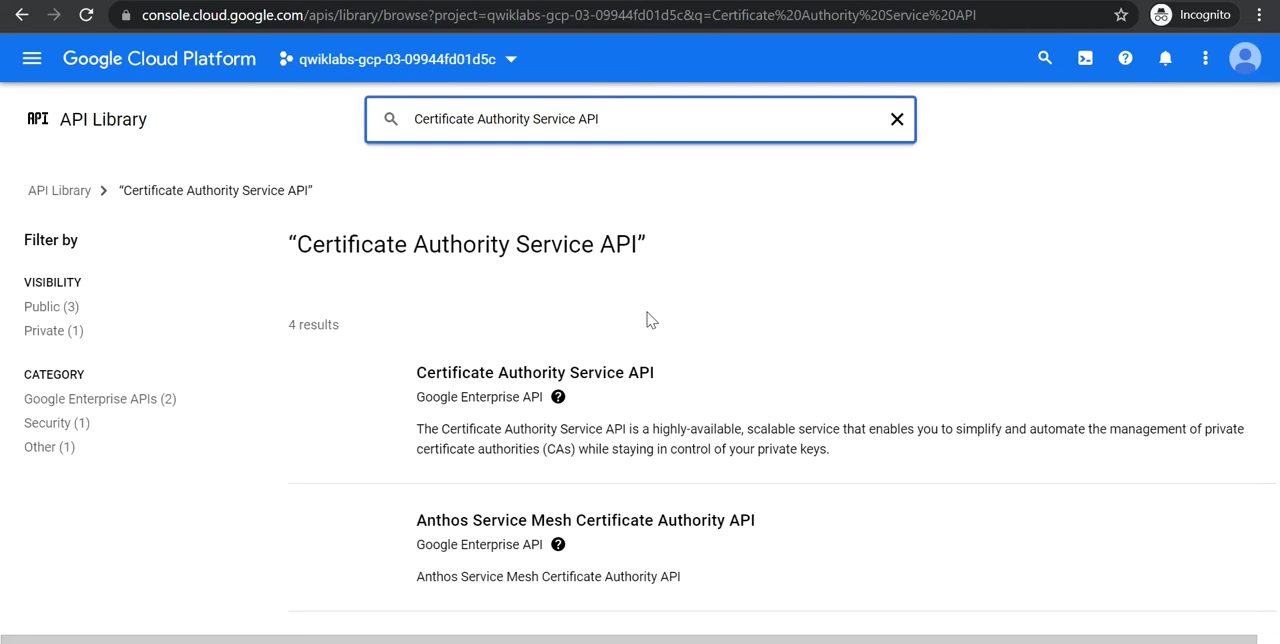 console.cloud.google.com/apis/library/browse?project=qwiklabs-gcp-03-09944fd01d5c&q=Certificate%20Authority%20Service%20API
Incognito
Google Cloud Platform
qwiklabs-gcp-03-09944fd01d5c
API API Library
Certificate Authority Service API
API Library
“Certificate Authority Service API”
Filter by
VISIBILITY
Public (3)
Private (1)
CATEGORY
Google Enterprise APIs (2)
Security (1)
Other (1)
“Certificate Authority Service API”
4 results
Certificate Authority Service API
Google Enterprise API
The Certificate Authority Service API is a highly-available, scalable service that enables you to simplify and automate the management of private
certificate authorities (CAs) while staying in control of your private keys.
Anthos Service Mesh Certificate Authority API
Google Enterprise API
Anthos Service Mesh Certificate Authority API